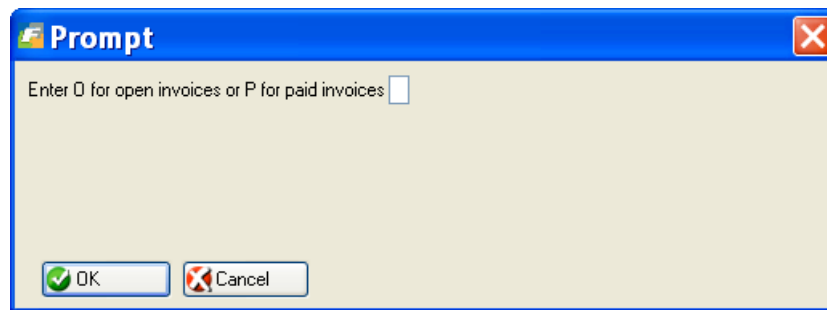 Prompt
Enter O for open invoices or P for paid invoices
OK
Cancel